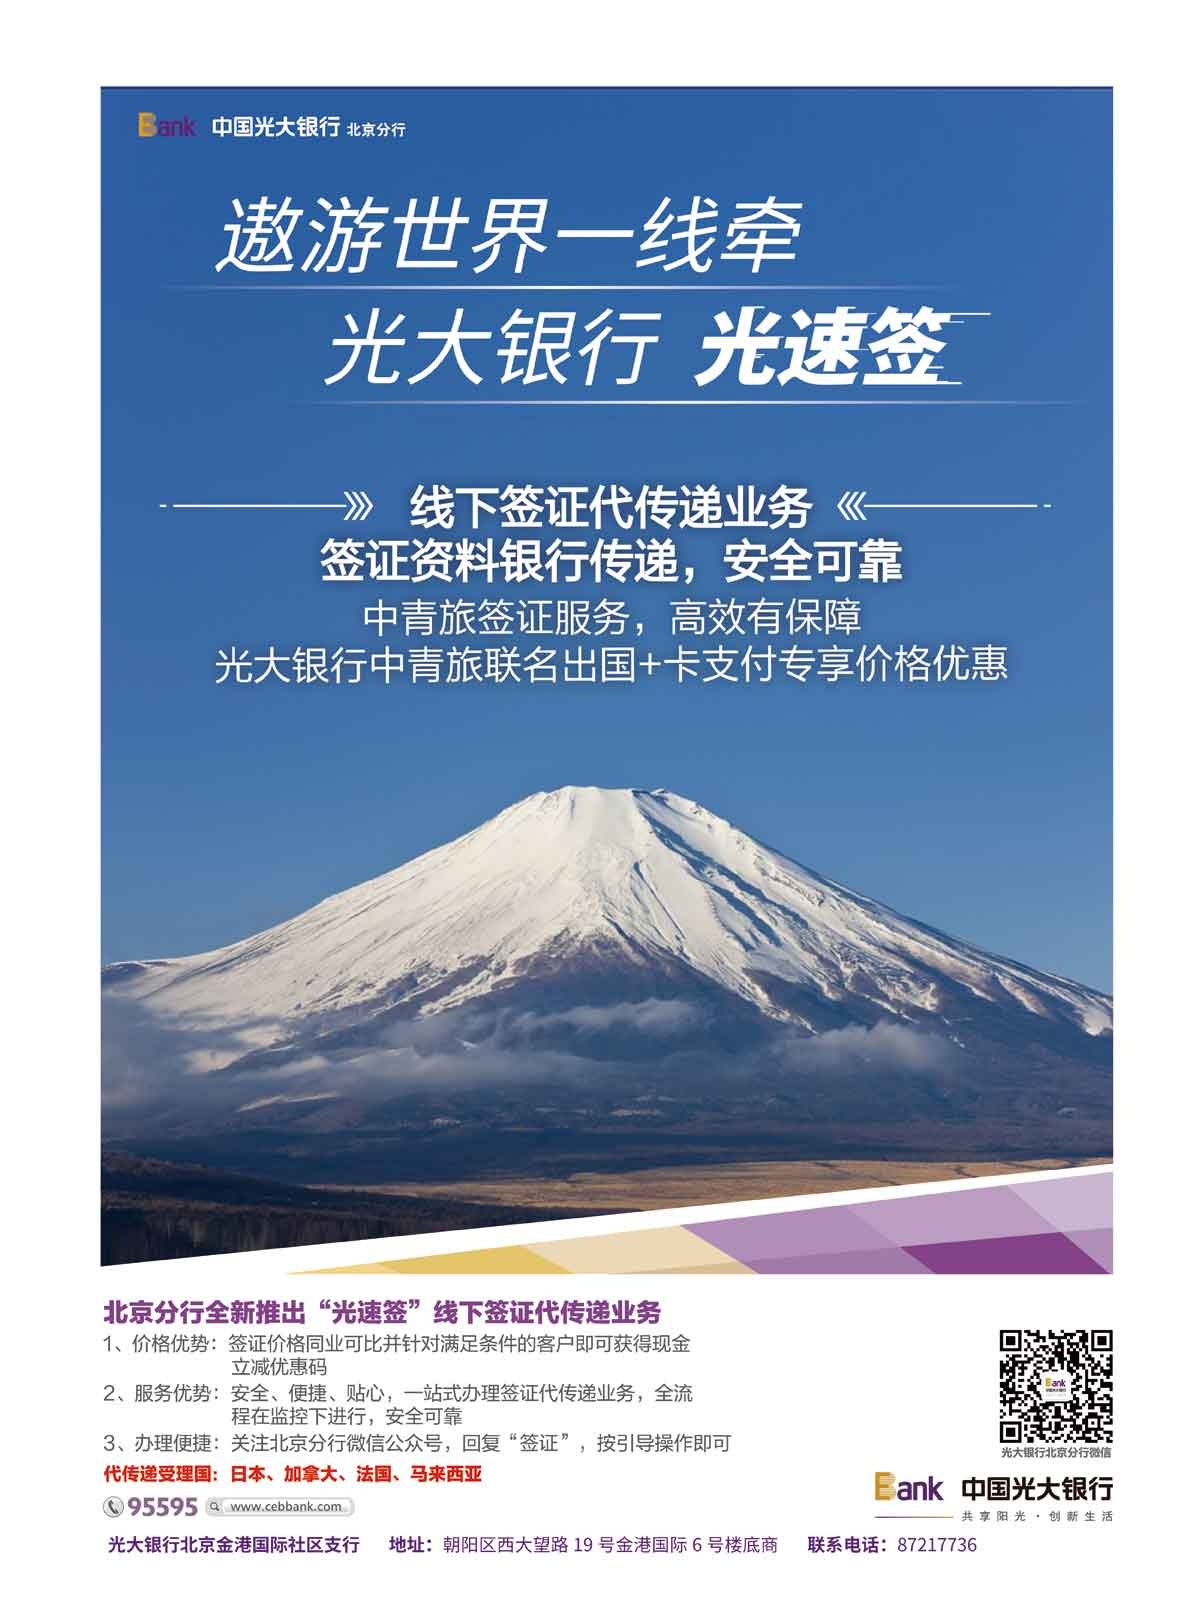 Bank 中国光大银行 北京分行
遨游世界一线牵
光大银行 光速签
线下签证代传递业务
签证资料银行传递，安全可靠
中青旅签证服务，高效有保障
光大银行中青旅联名出国+卡支付专享价格优惠
北京分行全新推出“光速签”线下签证代传递业务
1、价格优势：签证价格同业可比并针对满足条件的客户即可获得现金
立减优惠码
2、服务优势：安全、便捷、贴心，一站式办理签证代传递业务，全流
程在监控下进行，安全可靠
3、办理便捷：关注北京分行微信公众号，回复“签证”，按引导操作即可
代传递受理国：日本、加拿大、法国、马来西亚
95595 www.cebbank.com
Bank
中国光大银行
光大银行北京分行微信
Bank 中国光大银行
共享阳光·创新生活
光大银行北京金港国际社区支行 地址：朝阳区西大望路 19 号金港国际 6 号楼底商 联系电话：87217736